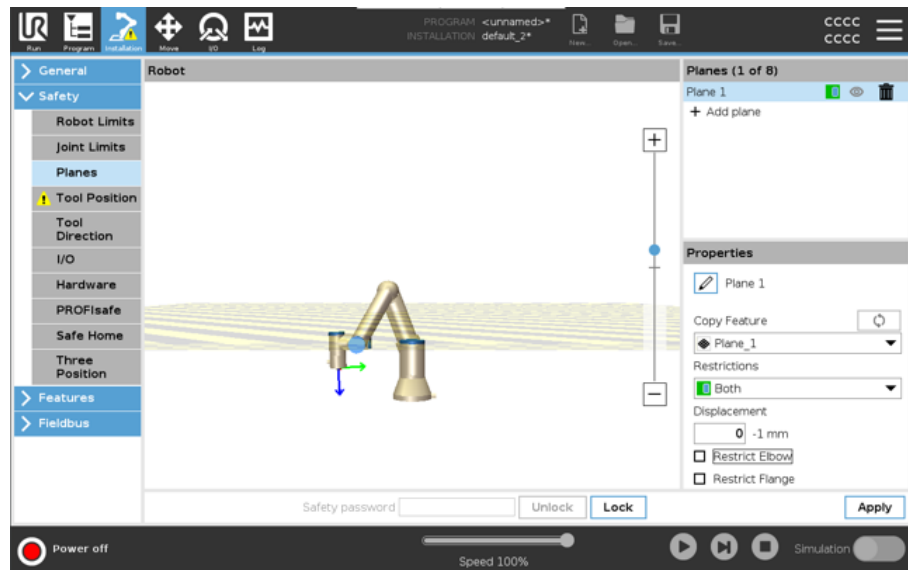 PROGRAM <unnamed>*
INSTALLATION default_2*
UR
Run
Program
Installation
Move
I/O
Log
New...
Open...
Save...
cccc
cccc
General
Safety
Robot Limits
Joint Limits
Planes
Tool Position
Tool
Direction
I/O
Hardware
PROFIsafe
Safe Home
Three
Position
Features
Fieldbus
Robot
Planes (1 of 8)
Plane 1
+ Add plane
Properties
Plane 1
Copy Feature
Plane_1
Restrictions
Both
Displacement
0 -1 mm
Restrict Elbow
Restrict Flange
Safety password
Unlock
Lock
Apply
Power off
Speed 100%
Simulation